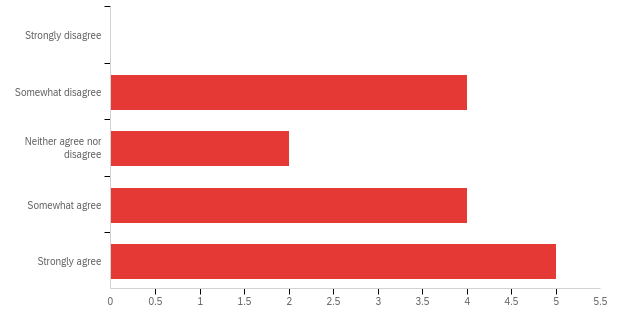 Strongly disagree
Somewhat disagree
Neither agree nor
disagree
Somewhat agree
Strongly agree
0 0.5 1 1.5 2 2.5 3 3.5 4 4.5 5 5.5